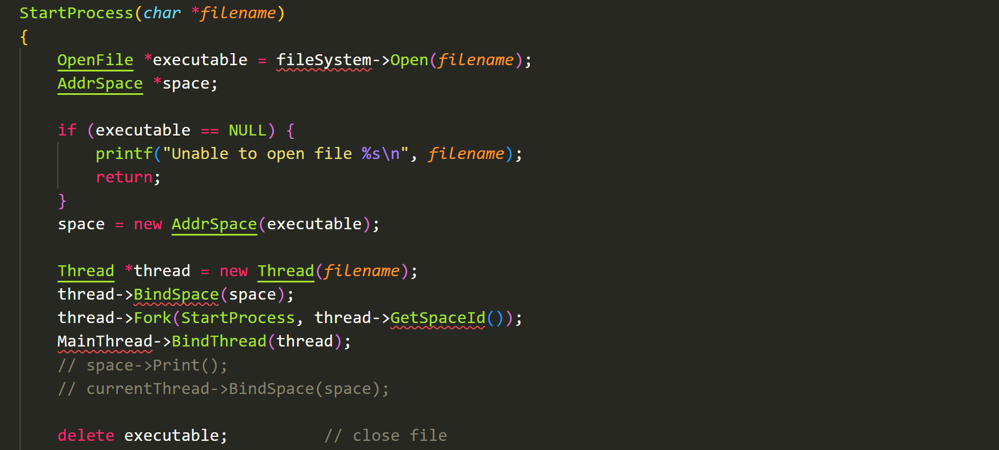 StartProcess(char *filename)
{
OpenFile *executable = fileSystem->Open(filename);
AddrSpace *space;
if (executable == NULL) {
printf("Unable to open file %s\n", filename);
return;
}
space = new AddrSpace(executable);
Thread *thread = new Thread(filename);
thread->BindSpace(space);
thread->Fork(StartProcess, thread->GetSpaceId());
MainThread->BindThread(thread);
// space->Print();
// currentThread->BindSpace(space);
delete executable; // close file